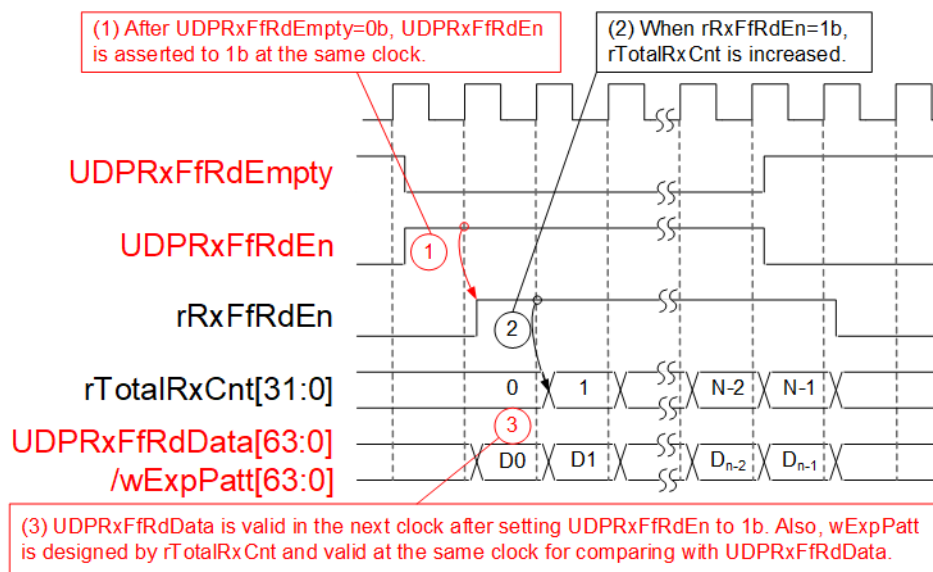 (1) After UDPRxFfRdEmpty=0b, UDPRxFfRdEn
is asserted to 1b at the same clock.
(2) When rRxFfRdEn=1b,
rTotalRxCnt is increased.
UDPRxFfRdEmpty
UDPRxFfRdEn
1
rRxFfRdEn
2
rTotalRxCnt[31:0]
0 1 N-2 N-1
3
UDPRxFfRdData[63:0]
/wExpPatt[63:0]
D0 D1 Dn-2 Dn-1
(3) UDPRxFfRdData is valid in the next clock after setting UDPRxFfRdEn to 1b. Also, wExpPatt
is designed by rTotalRxCnt and valid at the same clock for comparing with UDPRxFfRdData.